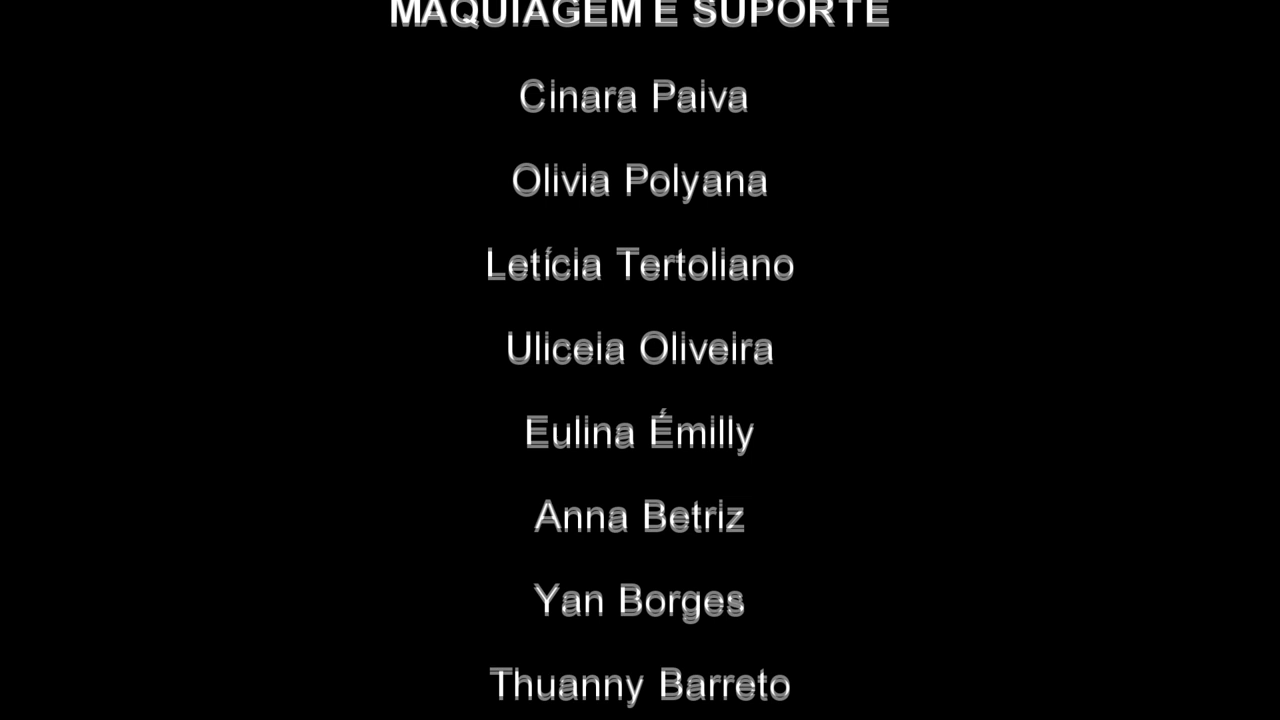 MAQUIAGEM E SUPORTE
Cinara Paiva
Olivia Polyana
Letícia Tertoliano
Uliceia Oliveira
Eulina Émilly
Anna Betriz
Yan Borges
Thuanny Barreto